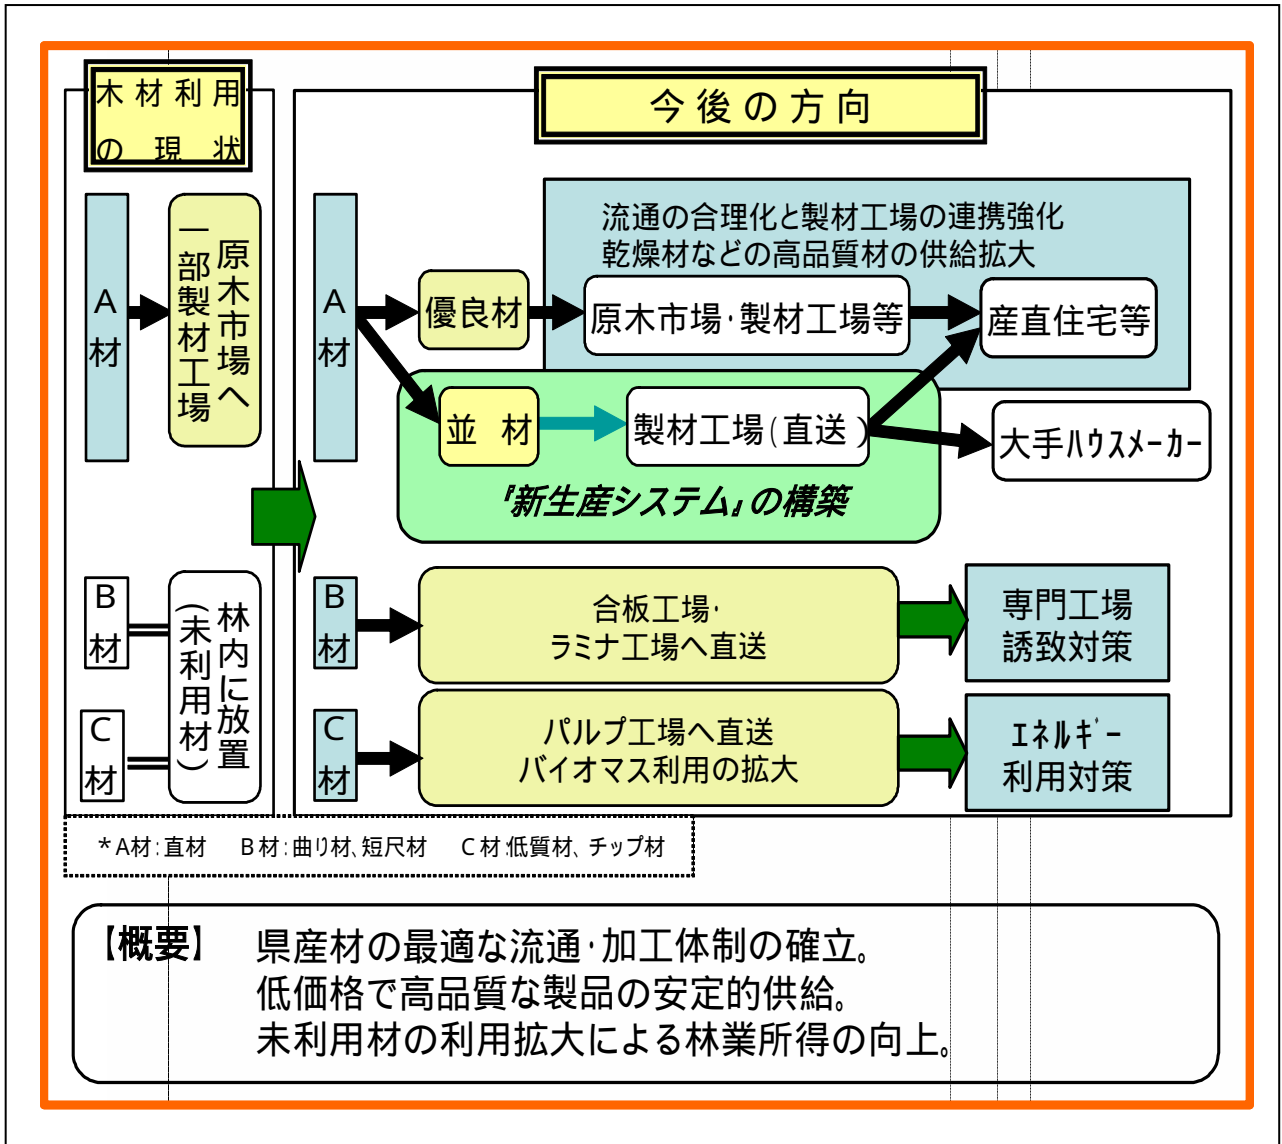 木材利用
の現状
A
材
原木市場へ
一部製材工場
B
材
C
材
林内に放置
(未利用材)
今後の方向
A
材
流通の合理化と製材工場の連携強化
乾燥材などの高品質材の供給拡大
優良材
原木市場･製材工場等
産直住宅等
並 材
製材工場(直送)
大手ﾊｳｽﾒｰｶｰ
『新生産システム』の構築
B
材
合板工場･
ラミナ工場へ直送
専門工場
誘致対策
C
材
パルプ工場へ直送
バイオマス利用の拡大
ｴﾈﾙｷﾞｰ
利用対策
*A材:直材 B材:曲り材、短尺材 C材:低質材、チップ材
【概要】 県産材の最適な流通･加工体制の確立。
低価格で高品質な製品の安定的供給。
未利用材の利用拡大による林業所得の向上。